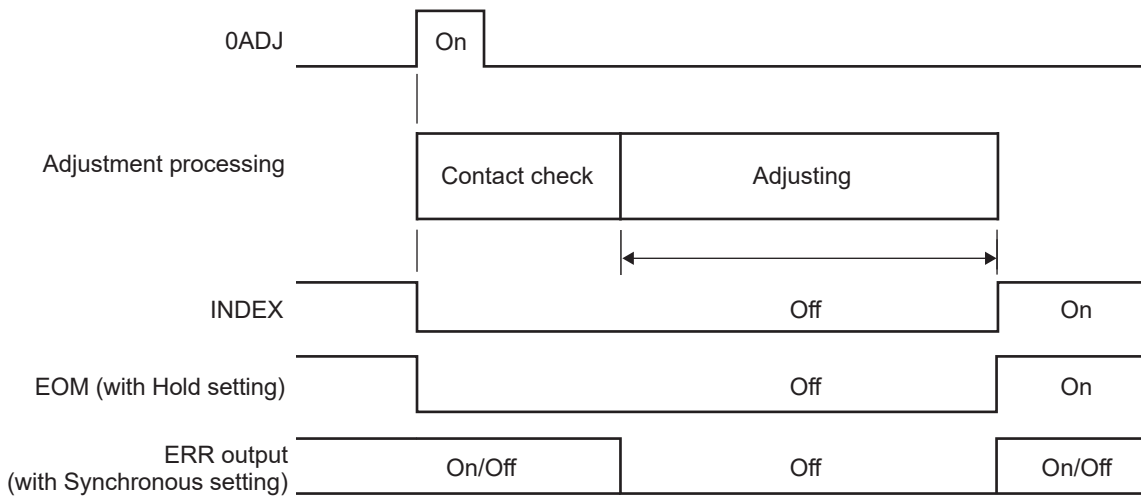 0ADJ
On
Adjustment processing
Contact check
Adjusting
INDEX
Off
On
EOM (with Hold setting)
Off
On
ERR output
(with Synchronous setting)
On/Off
Off
On/Off